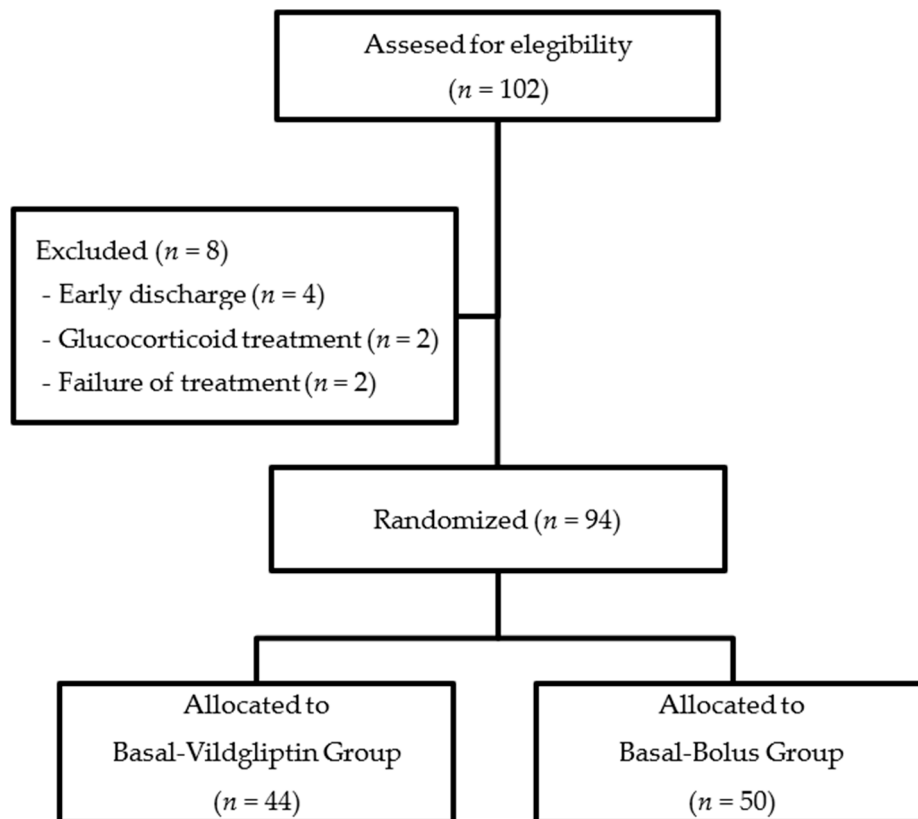 Assesed for elegibility
(n = 102)
Excluded (n = 8)
- Early discharge (n = 4)
- Glucocorticoid treatment (n = 2)
- Failure of treatment (n = 2)
Randomized (n = 94)
Allocated to
Basal-Vildgliptin Group
(n = 44)
Allocated to
Basal-Bolus Group
(n = 50)